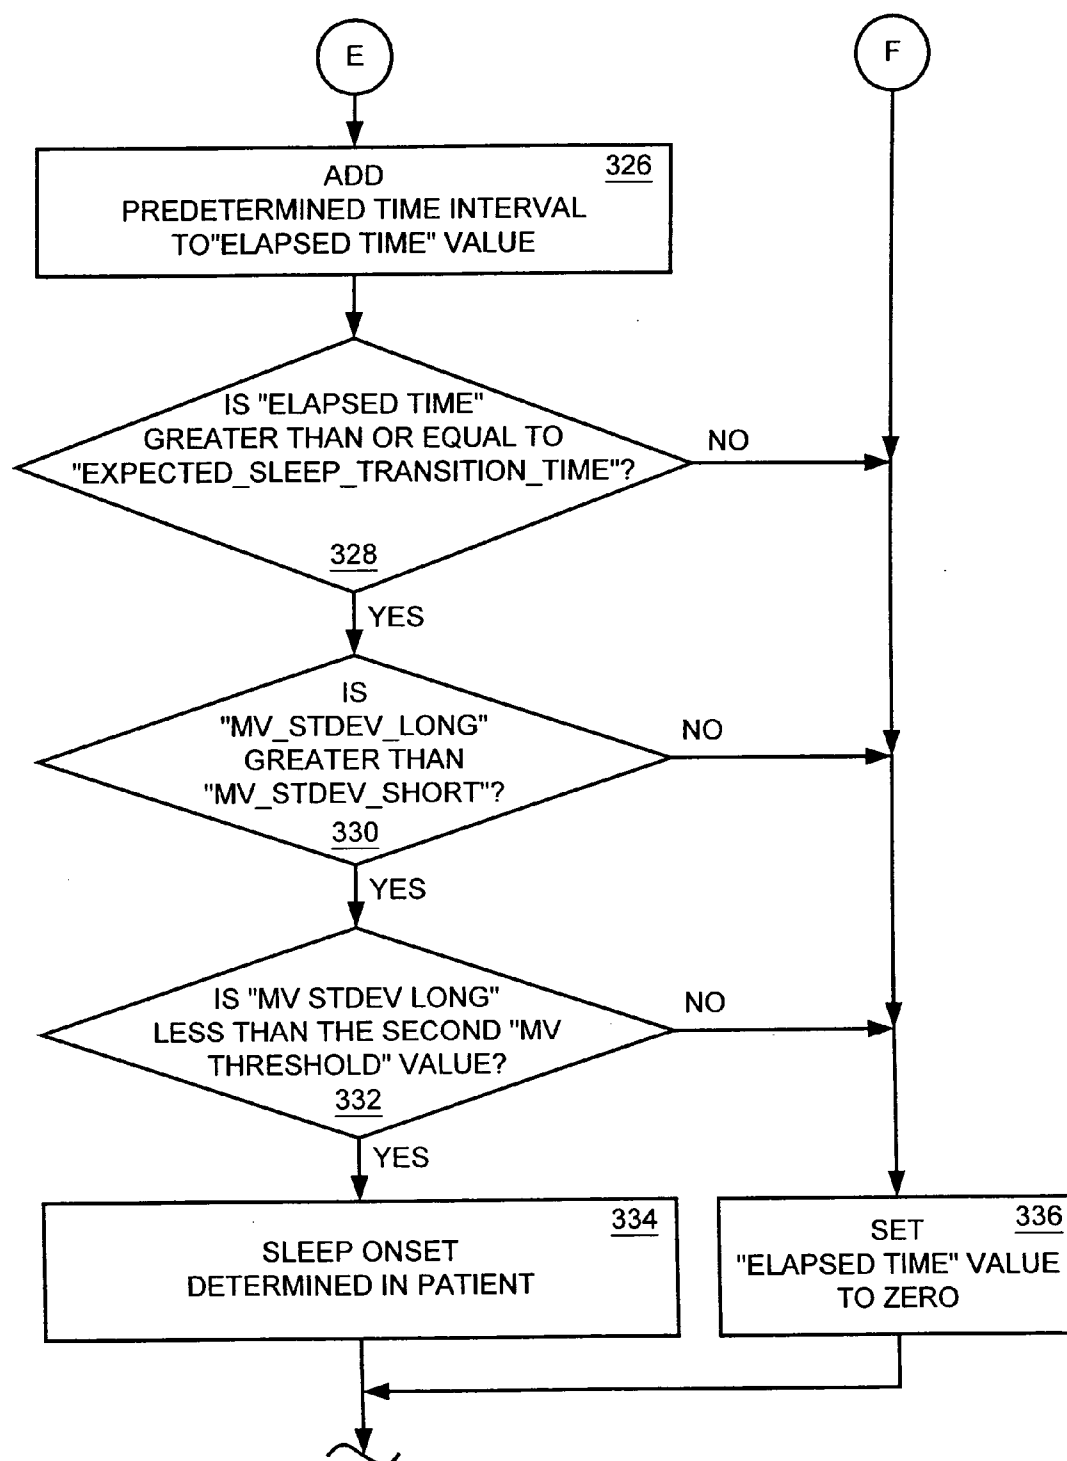 E
F
326
ADD
PREDETERMINED TIME INTERVAL
TO"ELAPSED TIME" VALUE
IS "ELAPSED TIME"
GREATER THAN OR EQUAL TO
"EXPECTED_SLEEP_TRANSITION_TIME"?
328
NO
YES
IS
"MV_STDEV_LONG"
GREATER THAN
"MV_STDEV_SHORT"?
330
NO
YES
IS "MV STDEV LONG"
LESS THAN THE SECOND "MV
THRESHOLD" VALUE?
332
NO
YES
334
SLEEP ONSET
DETERMINED IN PATIENT
336
SET
"ELAPSED TIME" VALUE
TO ZERO